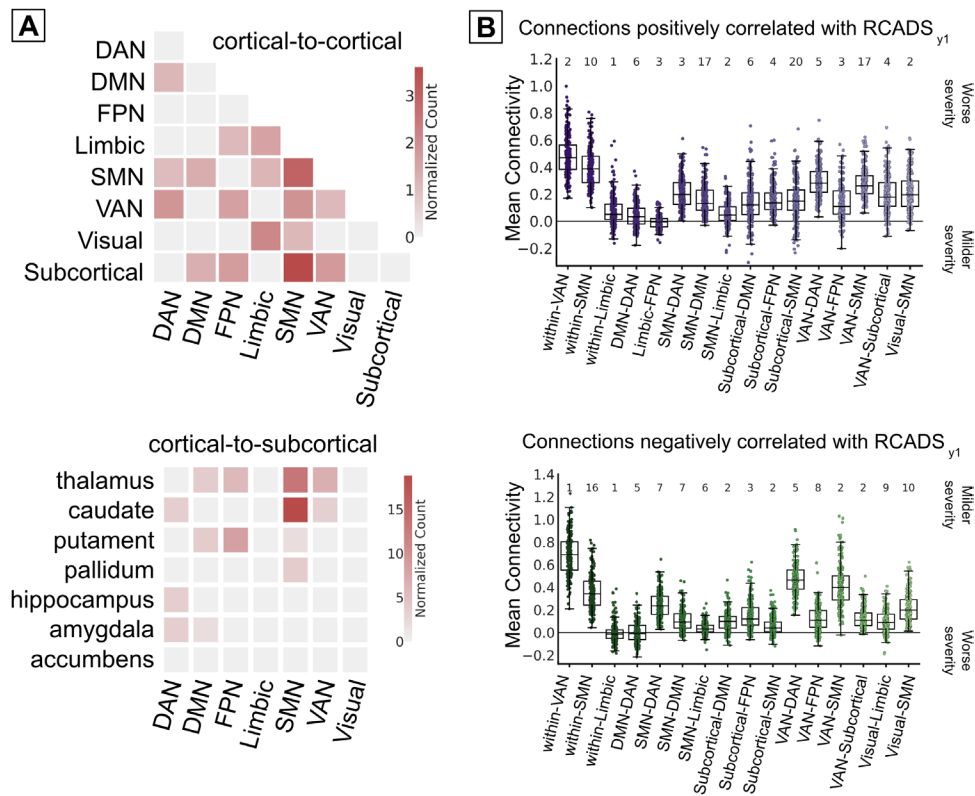 A
cortical-to-cortical
DAN
DMN
FPN
Limbic
SMN
VAN
Visual
Subcortical
3
2
1
0
Normalized Count
DAN
DMN
FPN
Limbic
SMN
VAN
Visual
Subcortical
cortical-to-subcortical
thalamus
caudate
putament
pallidum
hippocampus
amygdala
accumbens
15
10
5
0
Normalized Count
DAN
DMN
FPN
Limbic
SMN
VAN
Visual
B
Connections positively correlated with RCADS y1
2 10 1 6 3 3 17 2 6 4 20 5 3 17 4 2
1.2
1.0
0.8
0.6
0.4
0.2
0.0
−0.2
Mean Connectivity
Worse severity
Milder severity
within-VAN
within-SMN
within-Limbic
DMN-DAN
Limbic-FPN
SMN-DAN
SMN-DMN
SMN-Limbic
Subcortical-DMN
Subcortical-FPN
Subcortical-SMN
VAN-DAN
VAN-FPN
VAN-SMN
VAN-Subcortical
Visual-SMN
Connections negatively correlated with RCADS y1
1 16 1 5 7 7 6 2 3 2 5 8 2 2 9 10
1.4
1.2
1.0
0.8
0.6
0.4
0.2
0.0
−0.2
Mean Connectivity
Milder severity
Worse severity
within-VAN
within-SMN
within-Limbic
DMN-DAN
SMN-DAN
SMN-DMN
SMN-Limbic
Subcortical-DMN
Subcortical-FPN
Subcortical-SMN
VAN-DAN
VAN-FPN
VAN-SMN
VAN-Subcortical
Visual-Limbic
Visual-SMN